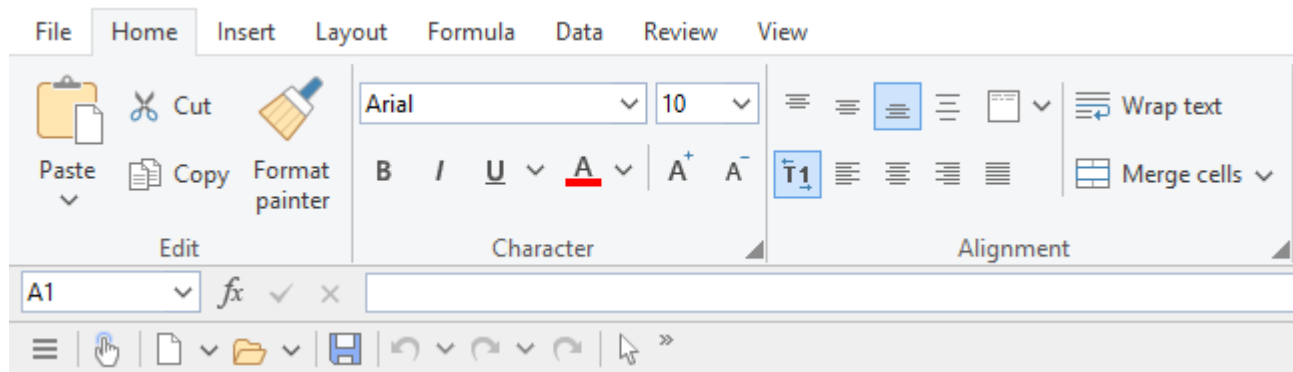 File Home Insert Layout Formula Data Review View
Arial 10
Cut Wrap text
Paste Copy Format painter B I U A A+ A- T1 Merge cells
Edit Character Alignment
A1 fx